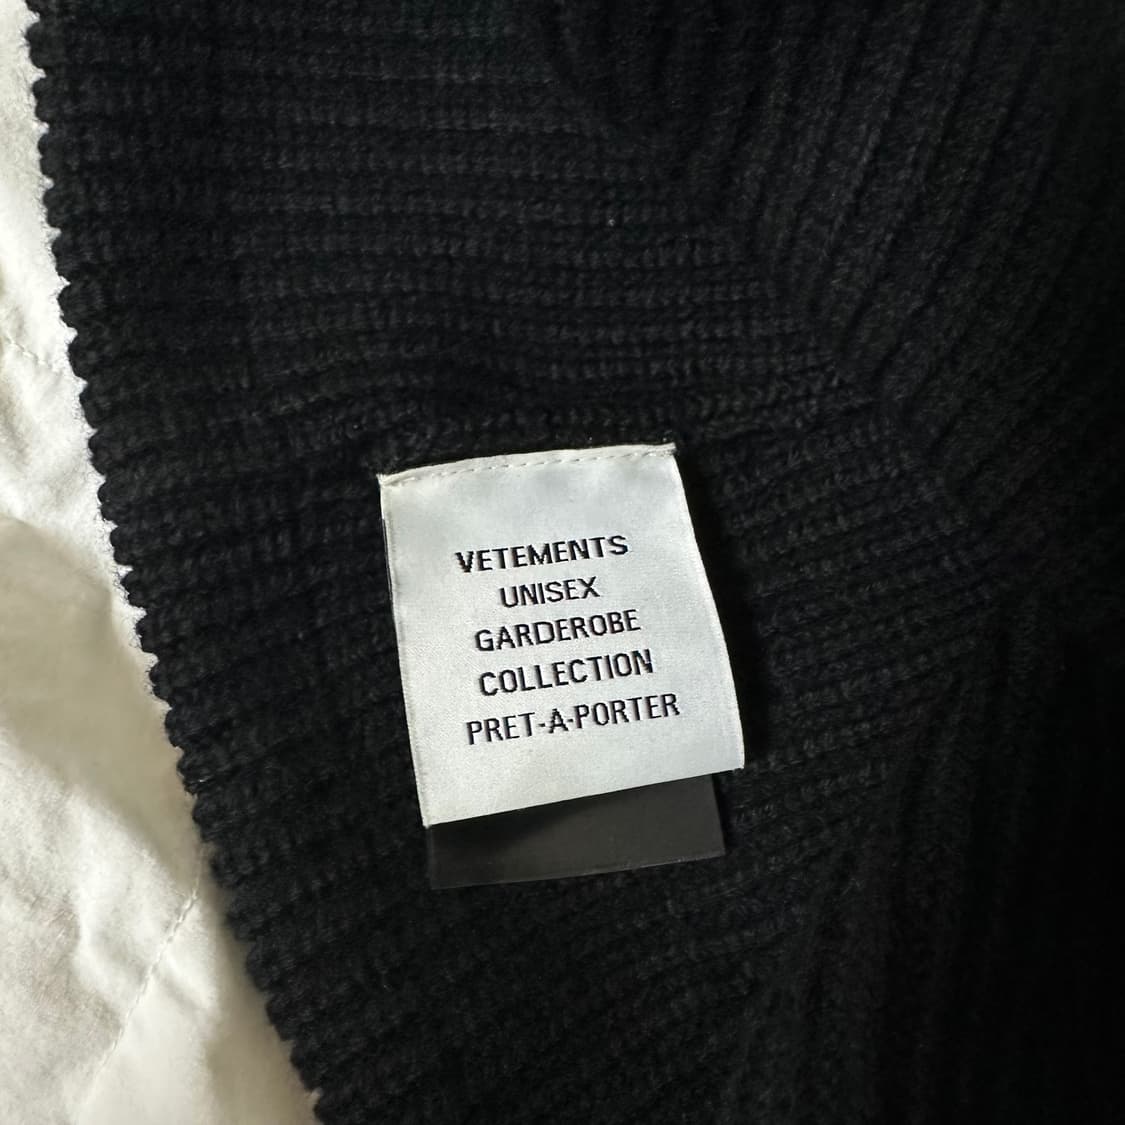 VETEMENTS
UNISEX
GARDEROBE
COLLECTION
PRET-A-PORTER